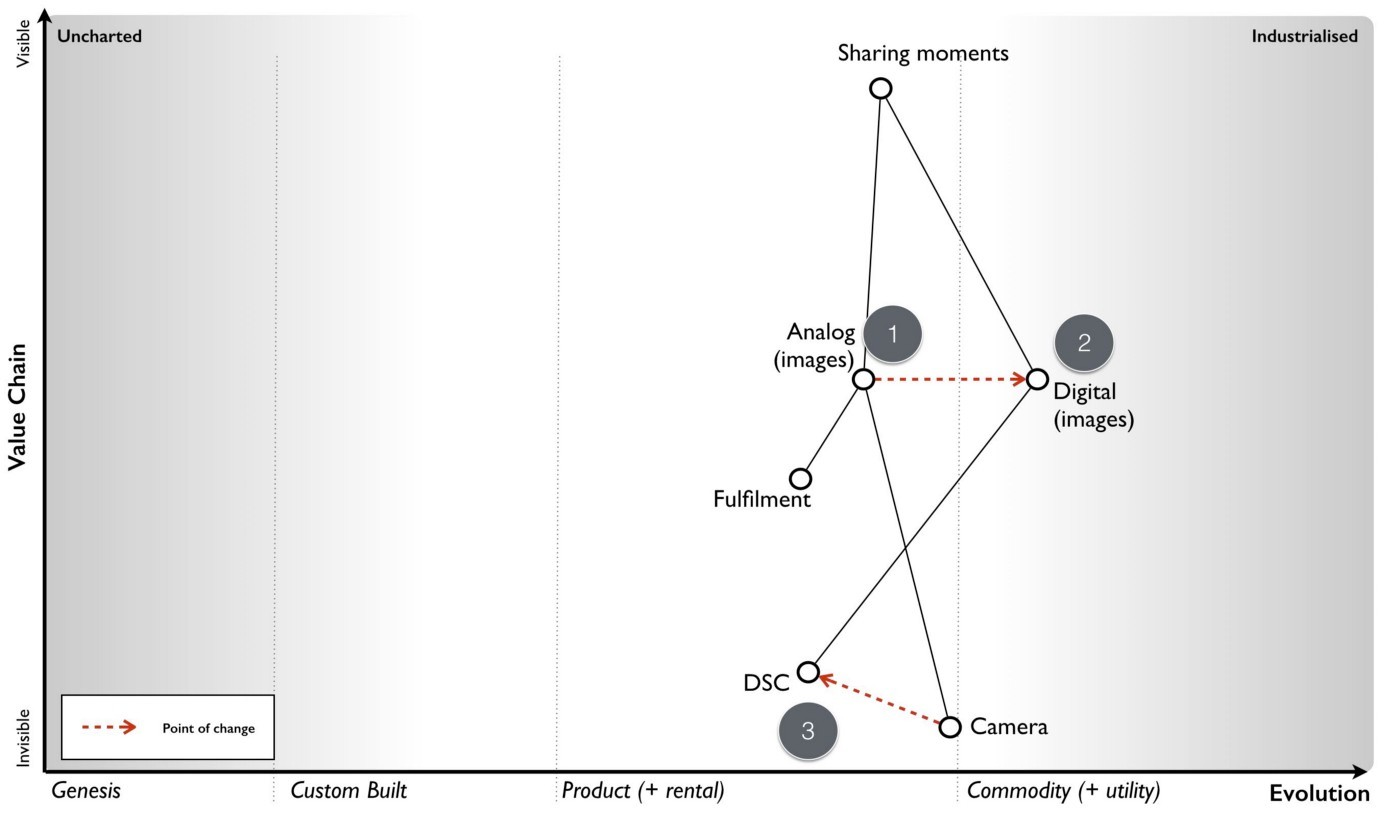 Visible
Uncharted
Industrialised
Sharing moments
Analog
(images)
1
2
Digital
(images)
Value Chain
Fulfilment
DSC
3
Camera
Point of change
Invisible
Genesis
Custom Built
Product (+ rental)
Commodity (+ utility)
Evolution